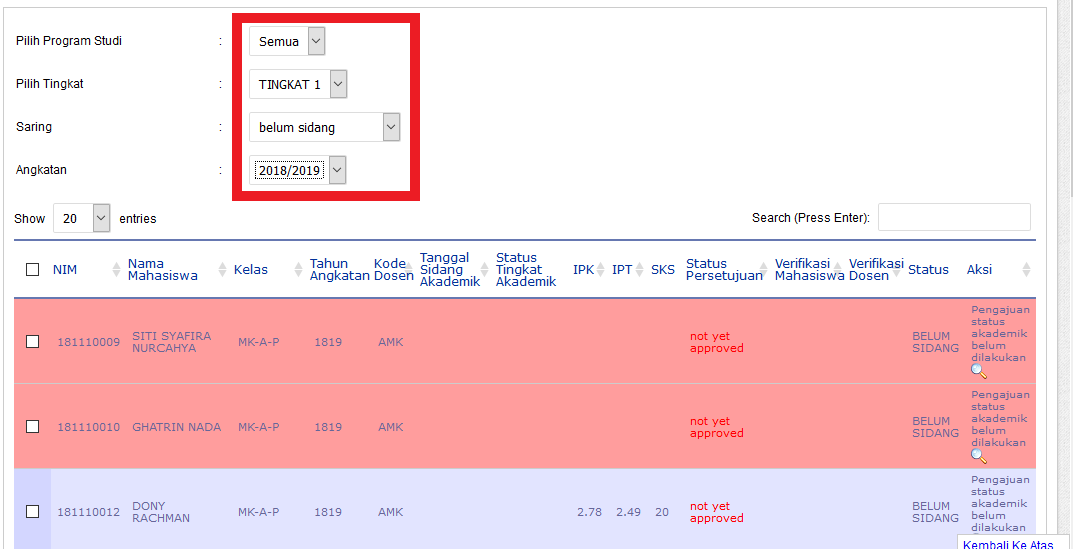 Pilih Program Studi : Semua
Pilih Tingkat : TINGKAT 1
Saring : belum sidang
Angkatan : 2018/2019
Show 20 entries Search (Press Enter):
NIM Nama Mahasiswa Kelas Tahun Angkatan Kode Dosen Tanggal Sidang Akademik Status Tingkat Akademik IPK IPT SKS Status Persetujuan Verifikasi Mahasiswa Verifikasi Dosen Status Aksi
181110009 SITI SYAFIRA NURCAHYA MK-A-P 1819 AMK not yet approved BELUM SIDANG Pengajuan status akademik belum dilakukan
181110010 GHATRIN NADA MK-A-P 1819 AMK not yet approved BELUM SIDANG Pengajuan status akademik belum dilakukan
181110012 DONY RACHMAN MK-A-P 1819 AMK 2.78 2.49 20 not yet approved BELUM SIDANG Pengajuan status akademik belum dilakukan
Kembali Ke Atas